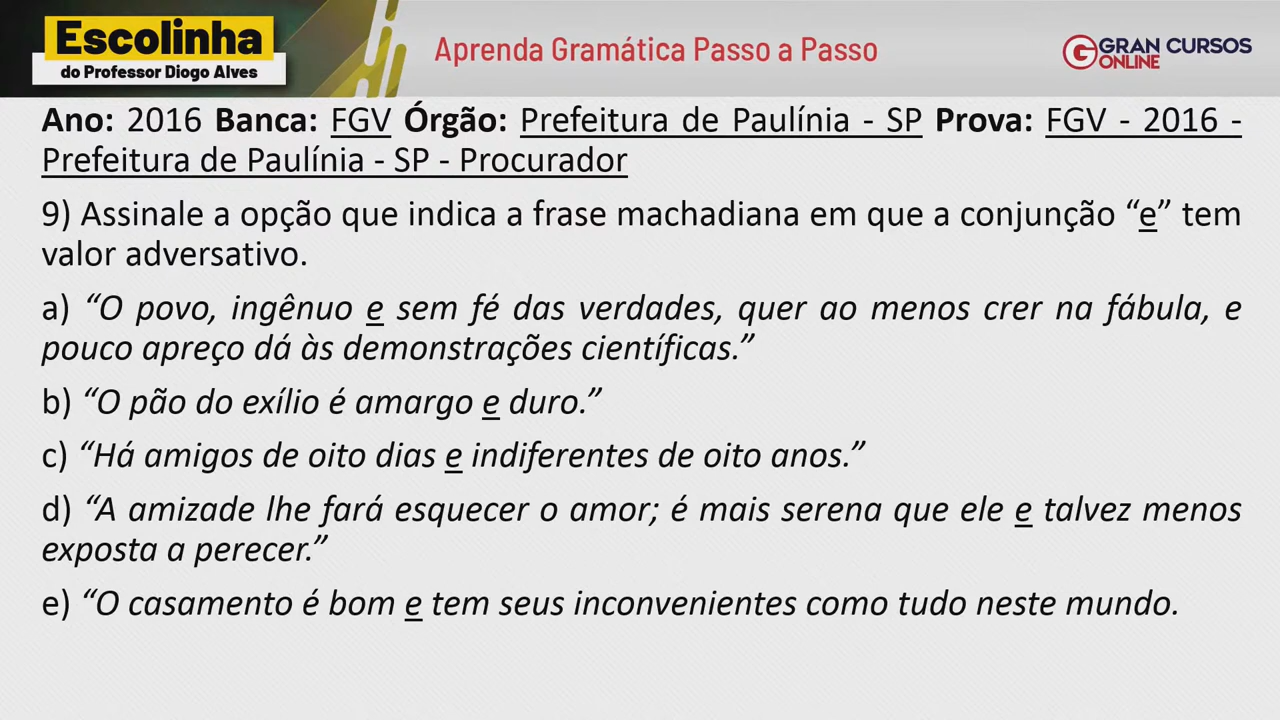 Escolinha
do Professor Diogo Alves
Aprenda Gramática Passo a Passo
GRAN CURSOS
ONLINE
Ano: 2016 Banca: FGV Órgão: Prefeitura de Paulínia - SP Prova: FGV - 2016 -
Prefeitura de Paulínia - SP - Procurador
9) Assinale a opção que indica a frase machadiana em que a conjunção “e” tem
valor adversativo.
a) “O povo, ingênuo e sem fé das verdades, quer ao menos crer na fábula, e
pouco apreço dá às demonstrações científicas.”
b) “O pão do exílio é amargo e duro.”
c) “Há amigos de oito dias e indiferentes de oito anos.”
d) “A amizade lhe fará esquecer o amor; é mais serena que ele e talvez menos
exposta a perecer.”
e) “O casamento é bom e tem seus inconvenientes como tudo neste mundo.